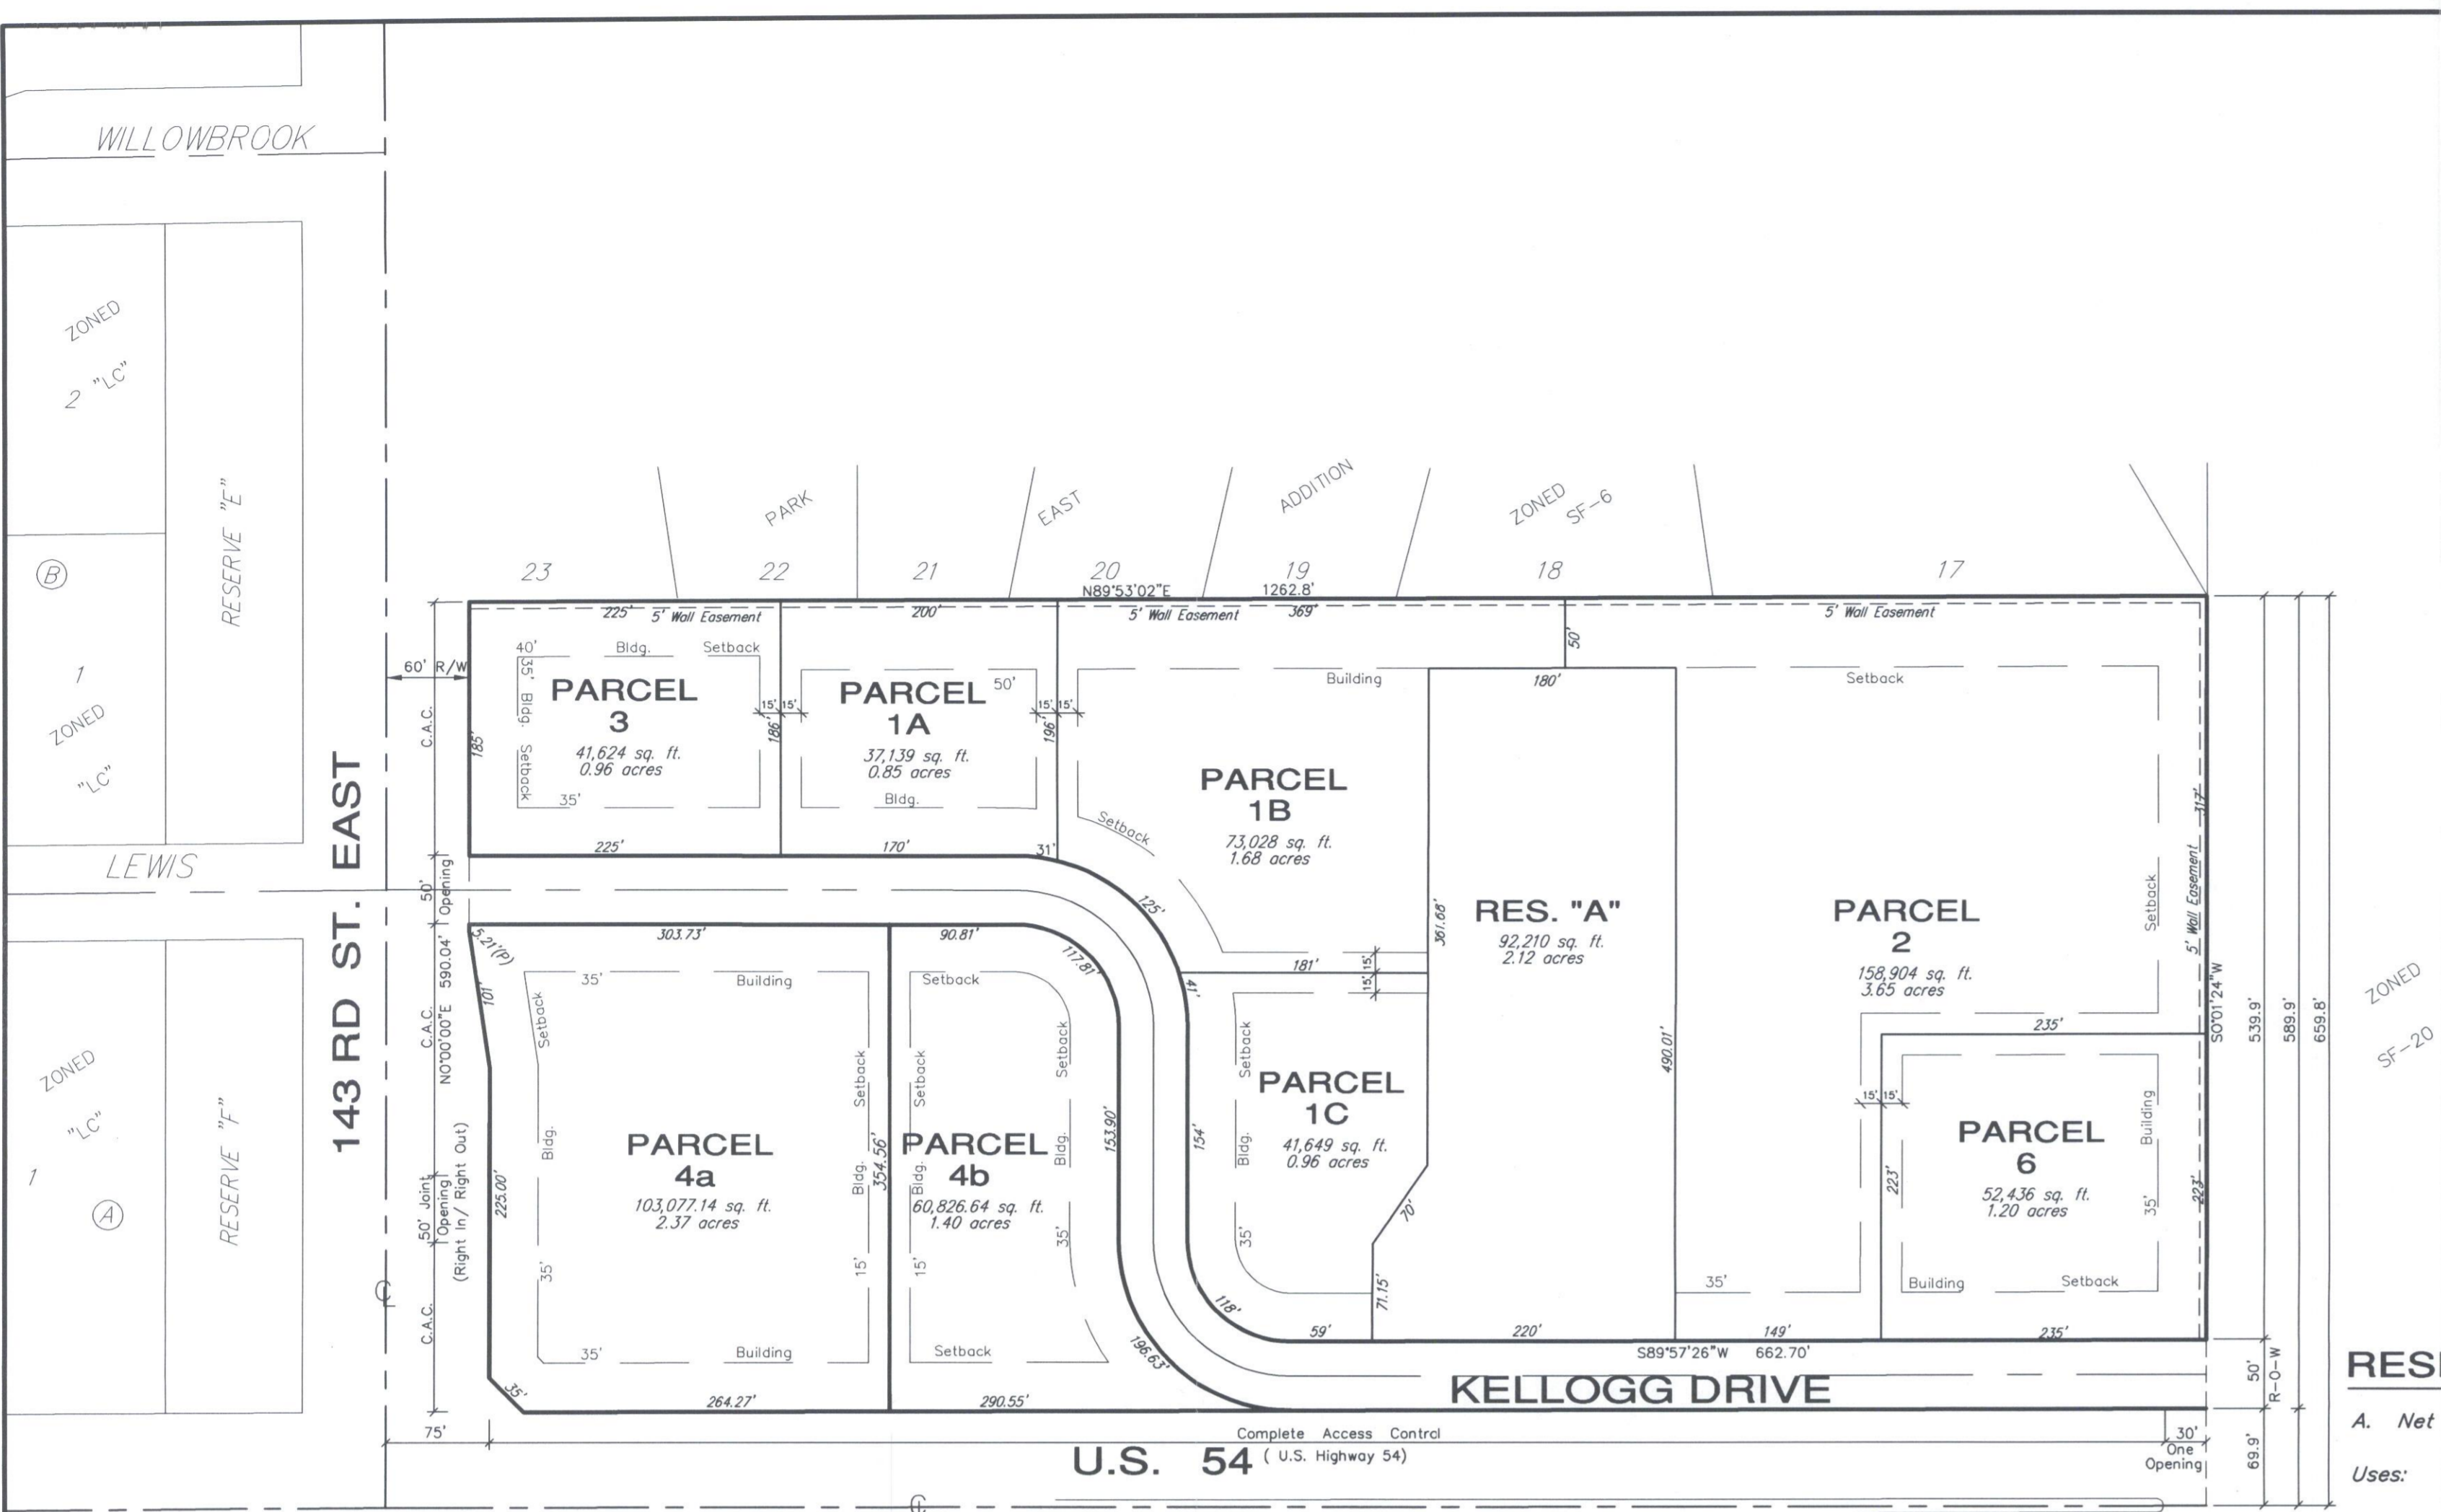 WILLOWBROOK
ZONED
2 "LC"
RESERVE "E"
B
1
ZONED
"LC"
LEWIS
ZONED
"LC"
1
A
RESERVE "F"
143 RD ST. EAST
PARK
EAST
ADDITION
ZONED
SF-6
23
22
21
20
19
18
17
N89°53'02"E 1262.8'
225' 5' Wall Easement
200'
5' Wall Easement 369'
5' Wall Easement
60' R/W
C.A.C.
185'
40' Bldg. Setback
35' Bldg. Setback
PARCEL
3
41,624 sq. ft.
0.96 acres
35'
15' 15'
186'
225'
PARCEL
1A
50'
37,139 sq. ft.
0.85 acres
Bldg.
15' 15'
196'
170'
31'
50'
Building
Setback
180'
PARCEL
1B
73,028 sq. ft.
1.68 acres
Setback
125'
361.68'
181'
15' 15'
41'
RES. "A"
92,210 sq. ft.
2.12 acres
490.01'
PARCEL
2
158,904 sq. ft.
3.65 acres
Setback
317'
5' Wall Easement
S0°01'24"W
539.9'
589.9'
659.8'
ZONED
SF-20
50' Opening
5.21'(P)
303.73'
90.81'
117.81'
101'
C.A.C.
N0°00'00"E 590.04'
35' Building
Setback
Setback
Setback
Bldg.
PARCEL
4a
103,077.14 sq. ft.
2.37 acres
225.00'
50' Joint
Opening
(Right In/ Right Out)
C.A.C.
35'
Bldg. Setback
354.56'
15'
35' Building
35'
264.27'
Bldg. Setback
PARCEL
4b
60,826.64 sq. ft.
1.40 acres
15'
Bldg.
35'
Setback
153.90'
196.63'
290.55'
154'
Setback
Bldg.
PARCEL
1C
41,649 sq. ft.
0.96 acres
35'
118'
70'
71.15'
59'
220'
149'
235'
235'
15' 15'
PARCEL
6
52,436 sq. ft.
1.20 acres
223'
Building
35'
223'
35'
Building Setback
S89°57'26"W 662.70'
KELLOGG DRIVE
50'
R-O-W
75'
Complete Access Control
U.S. 54 ( U.S. Highway 54)
30'
One
Opening
69.9'
A. Net
Uses: